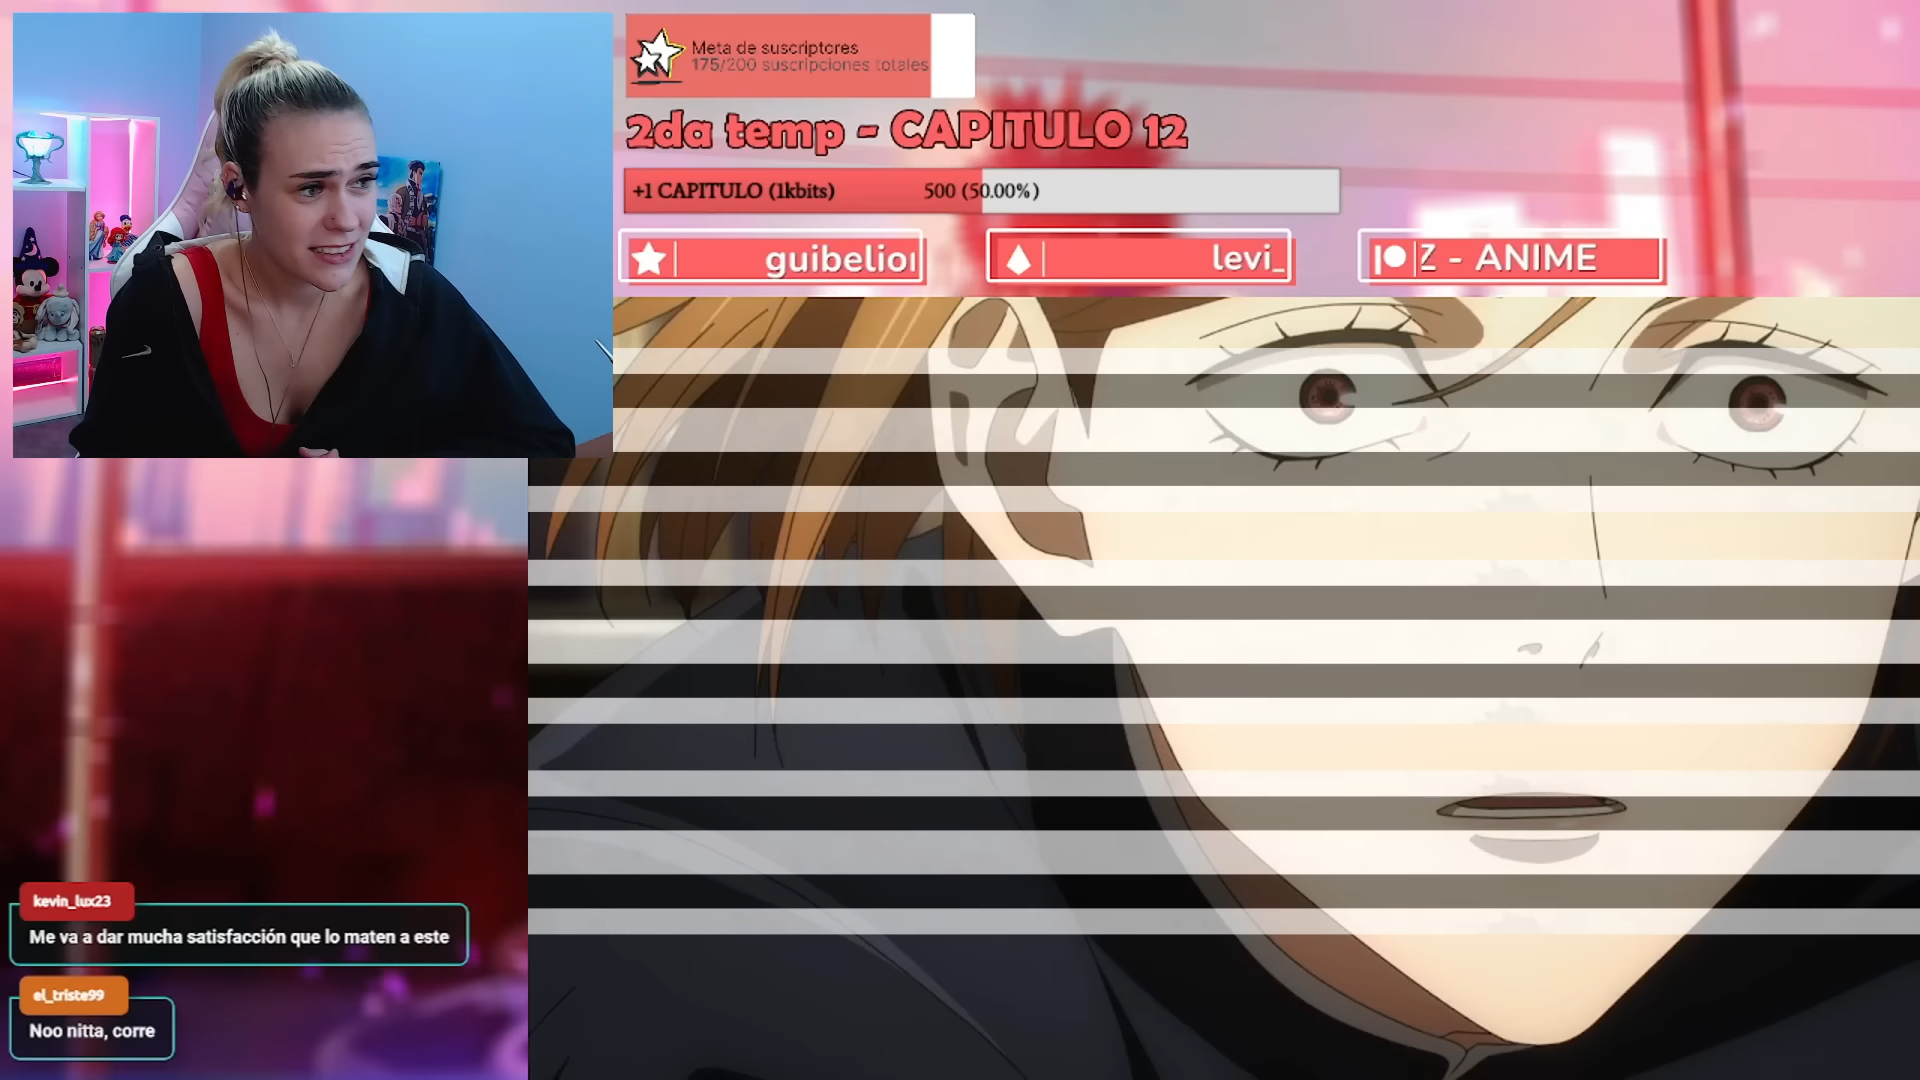 Meta de suscriptores
175/200 suscripciones totales
2da temp - CAPITULO 12
+1 CAPITULO (1kbits) 500 (50.00%)
guibelion
levi_
Z - ANIME
kevin_lux23
Me va a dar mucha satisfacción que lo maten a este
el_triste99
Noo nitta, corre